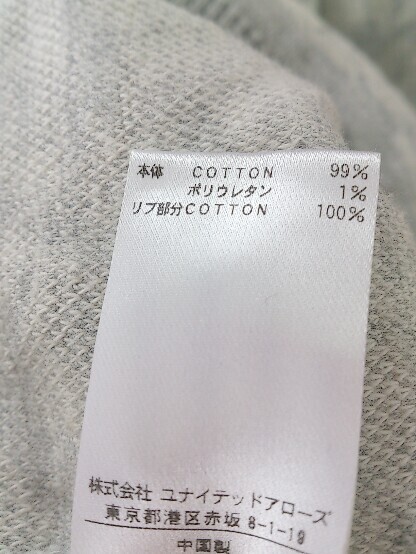 本体 COTTON 99%
ポリウレタン 1%
リブ部分COTTON 100%
株式会社 ユナイテッドアローズ
東京都港区赤坂 8-1-19
中国製